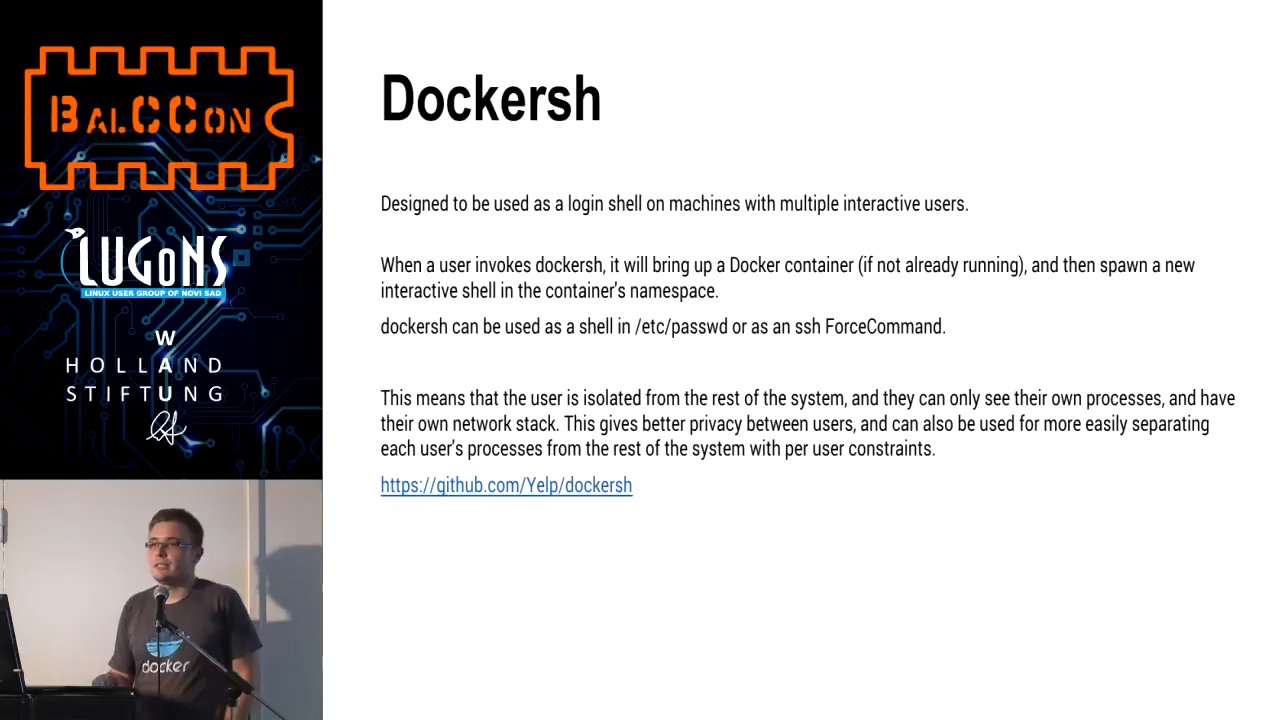 BALCCON
LUGoNS
LINUX USER GROUP OF NOVI SAD
W
HOLLAND
A
STIFTUNG
U
Dockersh
Designed to be used as a login shell on machines with multiple interactive users.
When a user invokes dockersh, it will bring up a Docker container (if not already running), and then spawn a new
interactive shell in the container's namespace.
dockersh can be used as a shell in /etc/passwd or as an ssh ForceCommand.
This means that the user is isolated from the rest of the system, and they can only see their own processes, and have
their own network stack. This gives better privacy between users, and can also be used for more easily separating
each user's processes from the rest of the system with per user constraints.
https://github.com/Yelp/dockersh
docker